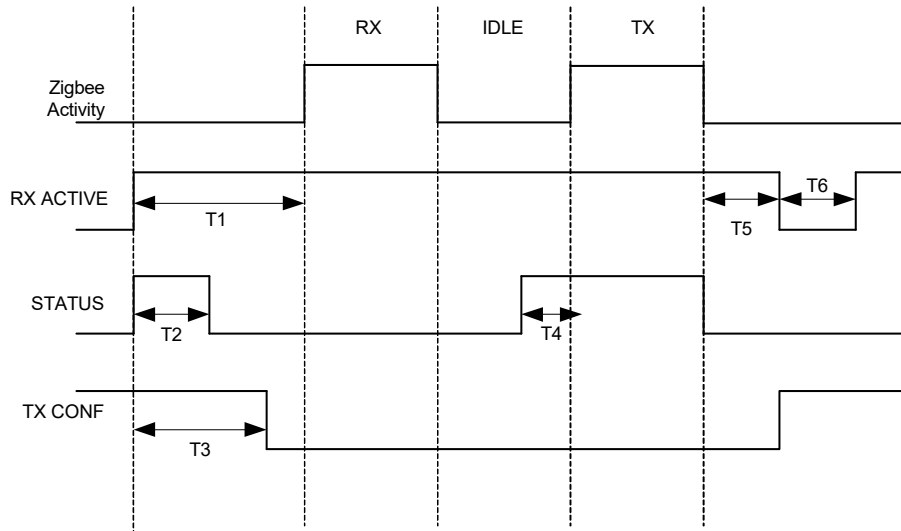 RX
IDLE
TX
Zigbee
Activity
RX ACTIVE
T1
T5
T6
STATUS
T2
T4
TX CONF
T3